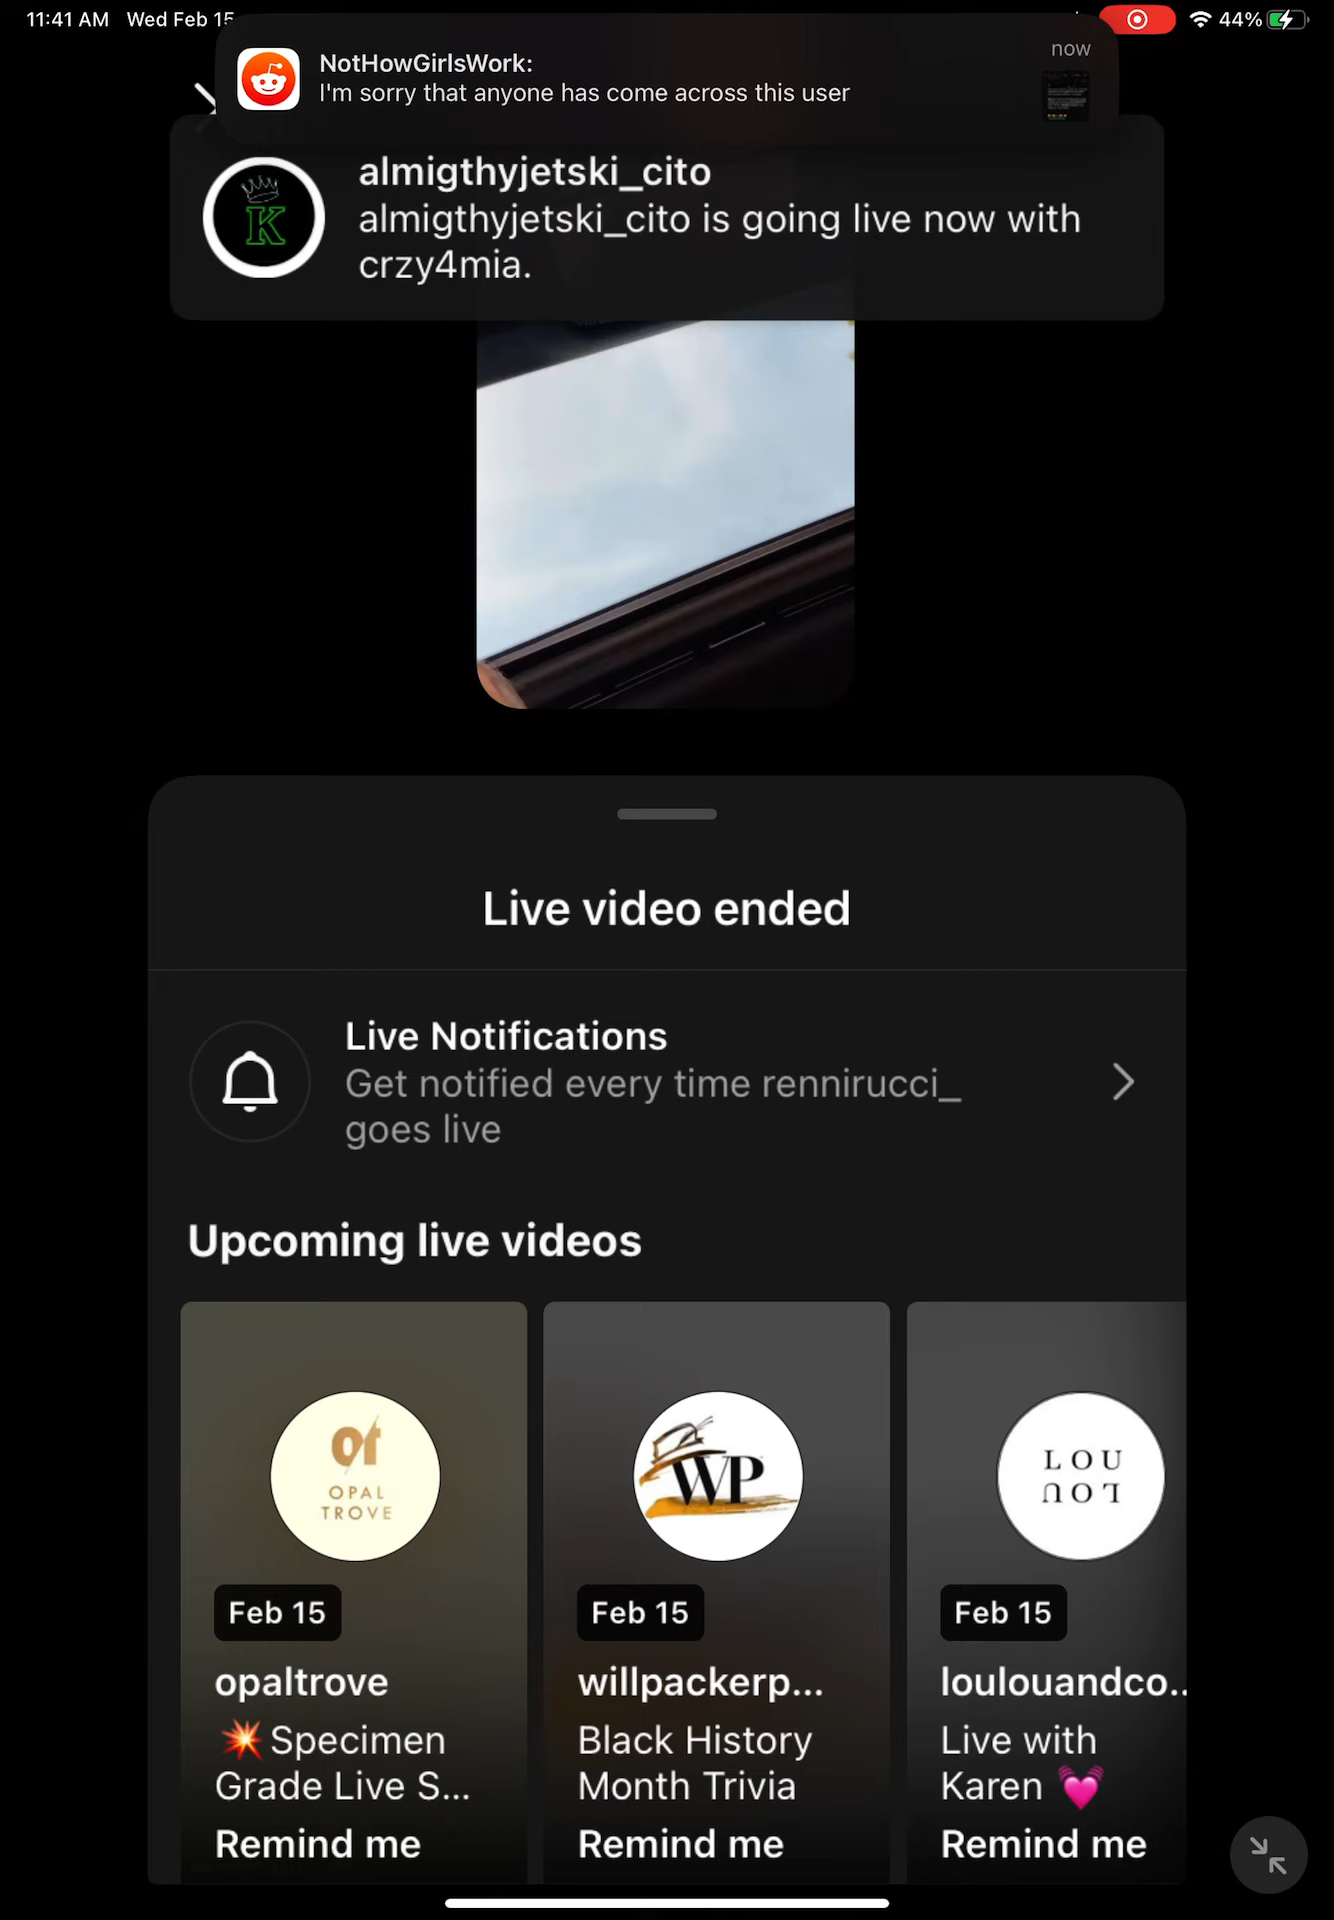 11:41 AM Wed Feb 15
44%
NotHowGirlsWork:
now
I'm sorry that anyone has come across this user
K
almigthyjetski_cito
almigthyjetski_cito is going live now with
crzy4mia.
Live video ended
Live Notifications
Get notified every time rennirucci_
goes live
Upcoming live videos
ot
OPAL
TROVE
WP
LOU
LOU
Feb 15
Feb 15
Feb 15
opaltrove
willpackerp...
loulouandco..
💥Specimen
Grade Live S...
Black History
Month Trivia
Live with
Karen 💓
Remind me
Remind me
Remind me